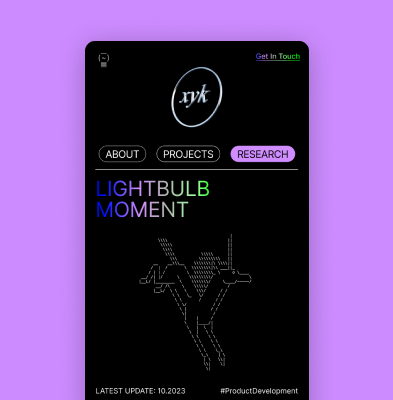 Get In Touch
xyk
ABOUT PROJECTS RESEARCH
LIGHTBULB
MOMENT
LATEST UPDATE: 10.2023 #ProductDevelopment